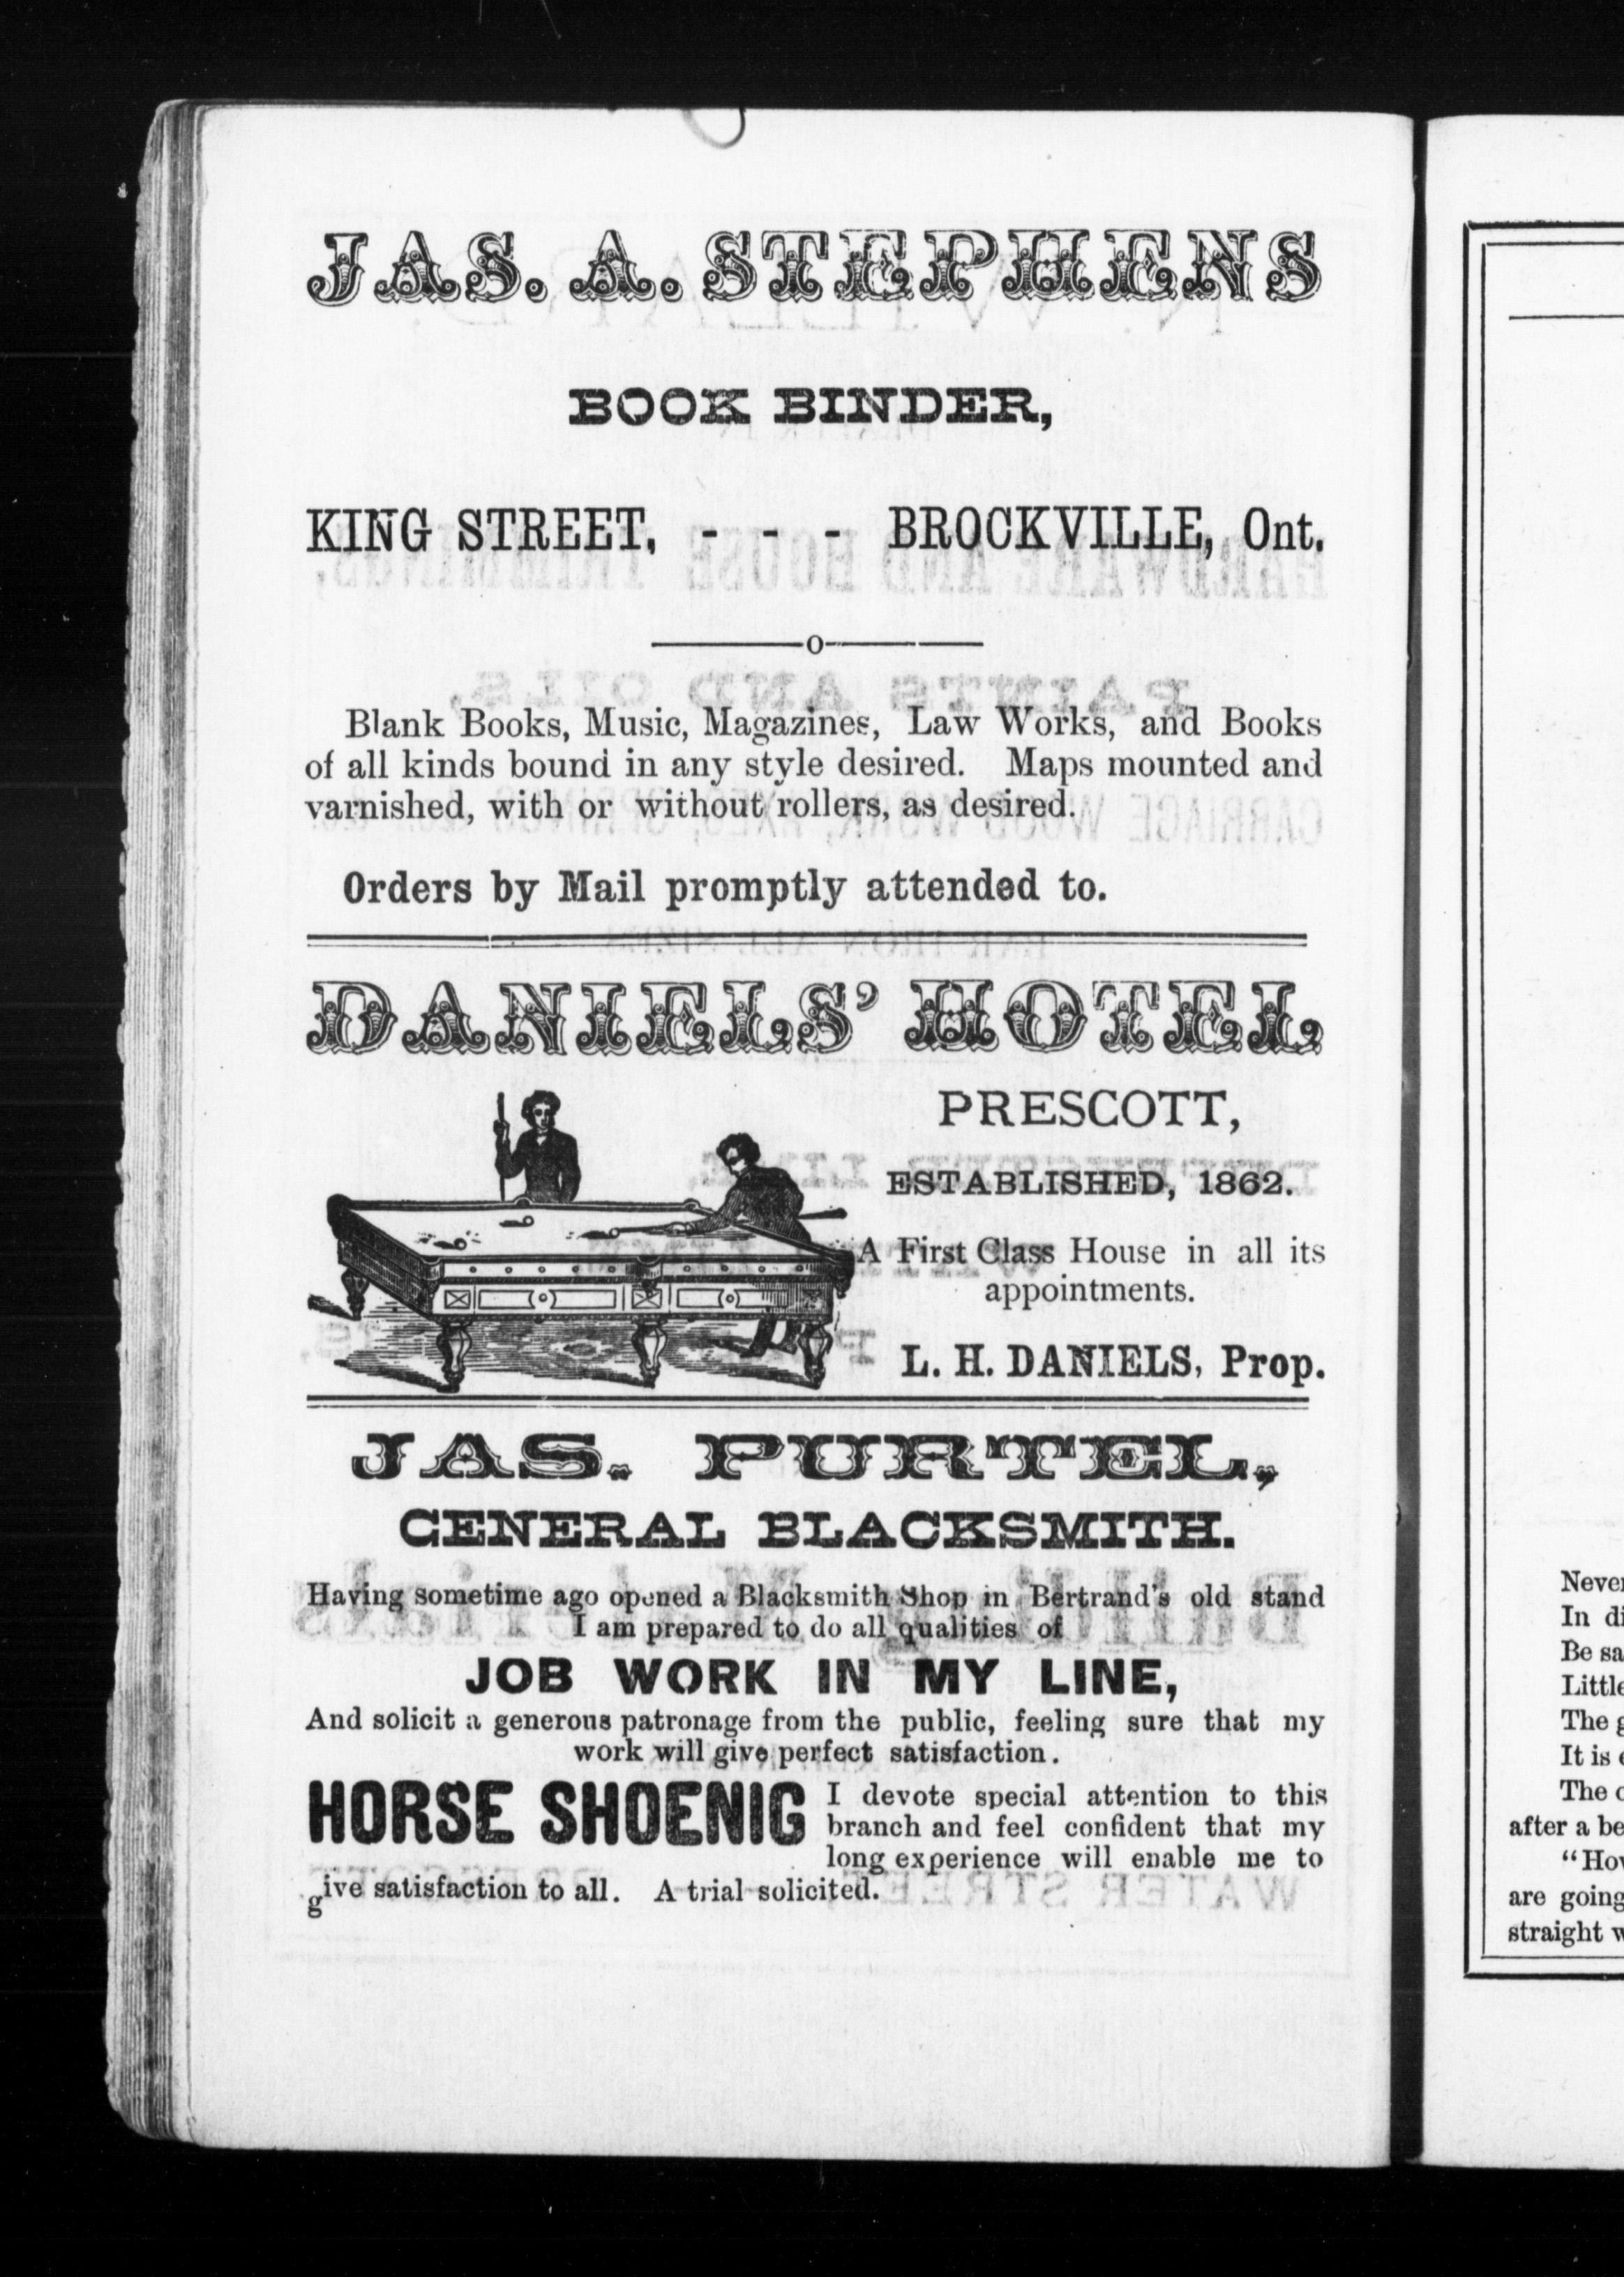 JAS. A. STEPHENS
BOOK BINDER,
KING STREET, - - - BROCKVILLE, Ont.
o
Blank Books, Music, Magazines, Law Works, and Books
of all kinds bound in any style desired. Maps mounted and
varnished, with or without rollers, as desired.
Orders by Mail promptly attended to.
DANIELS' HOTEL
PRESCOTT,
ESTABLISHED, 1862.
A First Class House in all its
appointments.
L. H. DANIELS, Prop.
JAS. PURTEL,
GENERAL BLACKSMITH.
Having sometime ago opened a Blacksmith Shop in Bertrand's old stand
I am prepared to do all qualities of
JOB WORK IN MY LINE,
And solicit a generous patronage from the public, feeling sure that my
work will give perfect satisfaction.
HORSE SHOENIG I devote special attention to this
branch and feel confident that my
long experience will enable me to
give satisfaction to all. A trial solicited.
In
Be
The
It is
The
after a
are going
straight